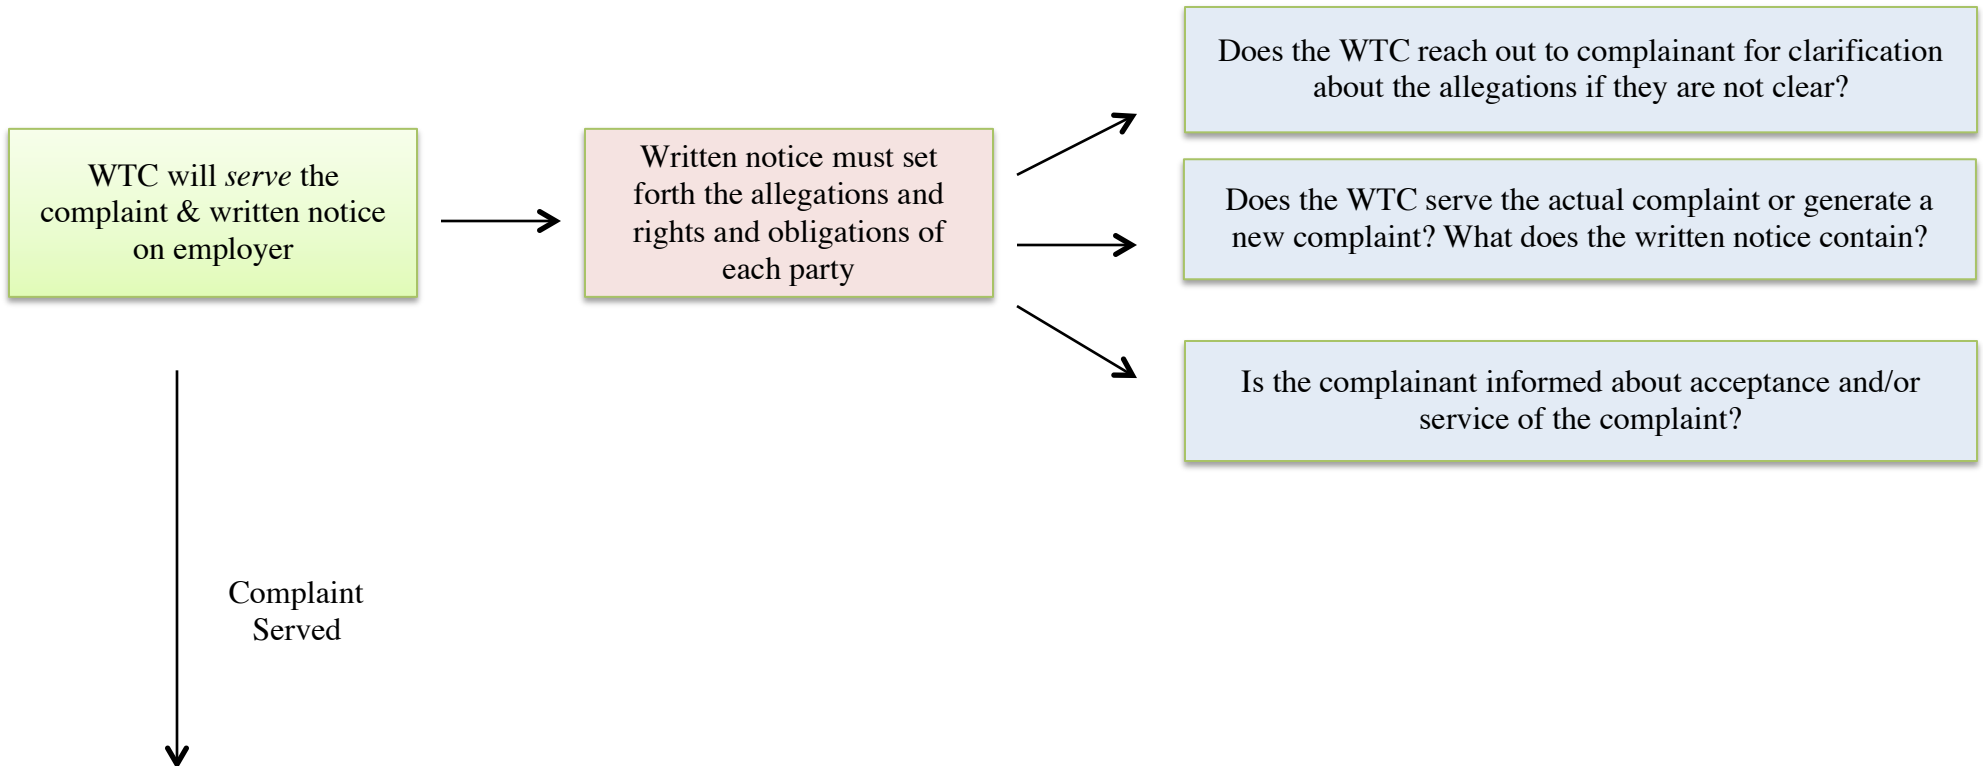 WTC will serve the
complaint & written notice
on employer
Written notice must set
forth the allegations and
rights and obligations of
each party
Does the WTC reach out to complainant for clarification
about the allegations if they are not clear?
Does the WTC serve the actual complaint or generate a
new complaint? What does the written notice contain?
Is the complainant informed about acceptance and/or
service of the complaint?
Complaint
Served